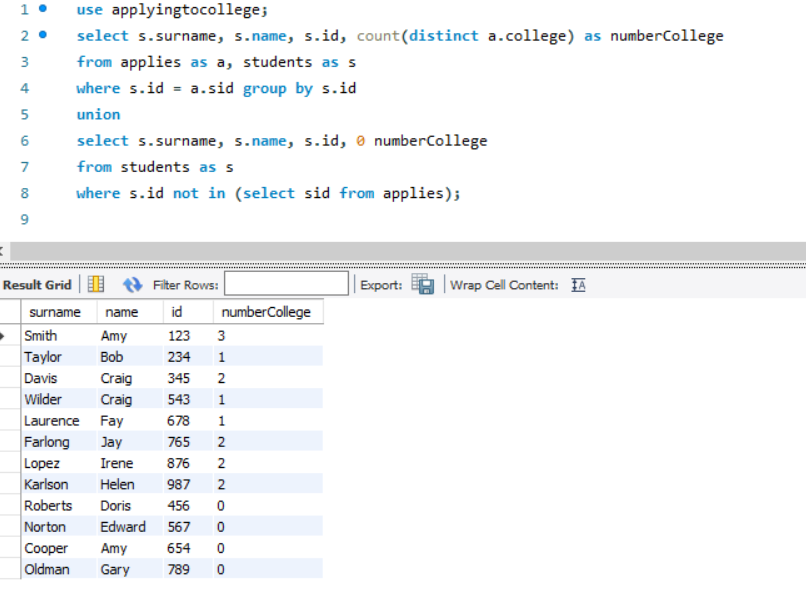 1 use applyingtocollege;
2 select s.surname, s.name, s.id, count(distinct a.college) as numberCollege
3 from applies as a, students as s
4 where s.id = a.sid group by s.id
5 union
6 select s.surname, s.name, s.id, 0 numberCollege
7 from students as s
8 where s.id not in (select sid from applies);
9
Result Grid Filter Rows: Export: Wrap Cell Content: IA
surname name id numberCollege
Smith Amy 123 3
Taylor Bob 234 1
Davis Craig 345 2
Wilder Craig 543 1
Laurence Fay 678 1
Farlong Jay 765 2
Lopez Irene 876 2
Karlson Helen 987 2
Roberts Doris 456 0
Norton Edward 567 0
Cooper Amy 654 0
Oldman Gary 789 0